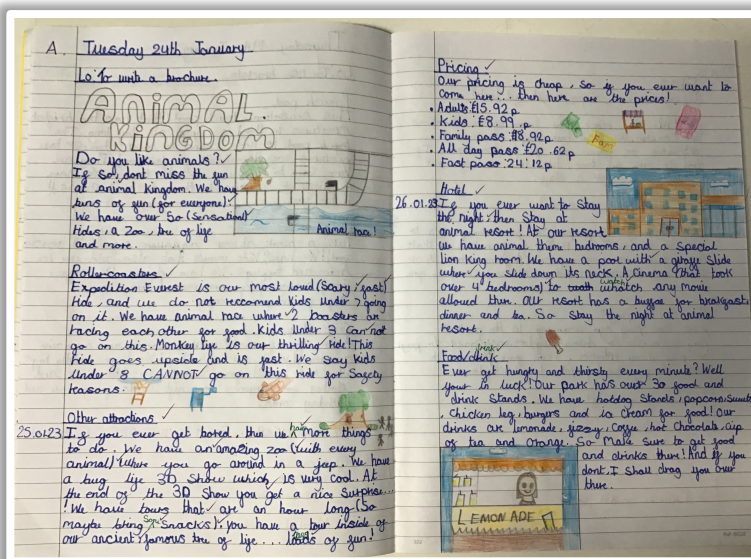 A. Tuesday 24th January
Lo: To writh a brochure.
ANIMAL
KINGDOM
Do you like animals?
If so, dont miss the fun
at animal Kingdom. We have
tuns of fun (for everyone).
We have our 30 (sensational)
rides, a Zoo, tree of life
and more.
Animal race!
Rollercoasters
Expedition Everest is our most loved (scary, fast)
ride, and we do not reccomend Kids under 7 going
on it. We have animal race where 2 coasters are
racing each other for good. Kids under 9 can not
go on this. Monkey life is our thrilling ride! This
ride goes upside and is fast. We say Kids
under 8 CANNOT go on this ride for safety
reasons.
Other attractions
25.01.23 If you ever get bored, then we have more things
to do. We have an amazing zoo (with every
animal) where you go around in a jeep. We have
a bug life 3D show which is very cool. At
the end of the 3D show you get a nice surprise...
! We have tours that are an hour long (So
maybe bring some snacks): you have a tour inside of
our ancient, famous tree of life... loads of fun!
Pricing
Our pricing is cheap, so if you ever want to
come here... then here are the prices!
• Adults: £15.92p
• Kids: £8.99p
• Family pass: £18.92p
• All day pass: £20.62p
• Fast pass: 24:12p
Hotel
26.01.23 If you ever want to stay
the night, then stay at
animal resort! At our resort
we have animal theme bedrooms, and a special
lion King room. We have a pool with a giraffe slide
where you slide down its neck. A cinema (that took
over 4 bedrooms) to whatch any movie
watch
allowed there. Our resort has a buffae for breakfast,
dinner and tea. So stay the night at animal
resort.
Food/drink
drink
Ever get hungry and thirsty every minute? Well
your in luck! Our park has over 30 food and
drink stands. We have hotdog stands, popcorn, sweets
, chicken leg, burgers and ice cream for good! Our
drinks are lemonade, fizzy, coffe, hot chocolate, cup
of tea and orange. So make sure to get food
and drinks there! And if you
dont, I shall drag you over
there.
LEMONADE